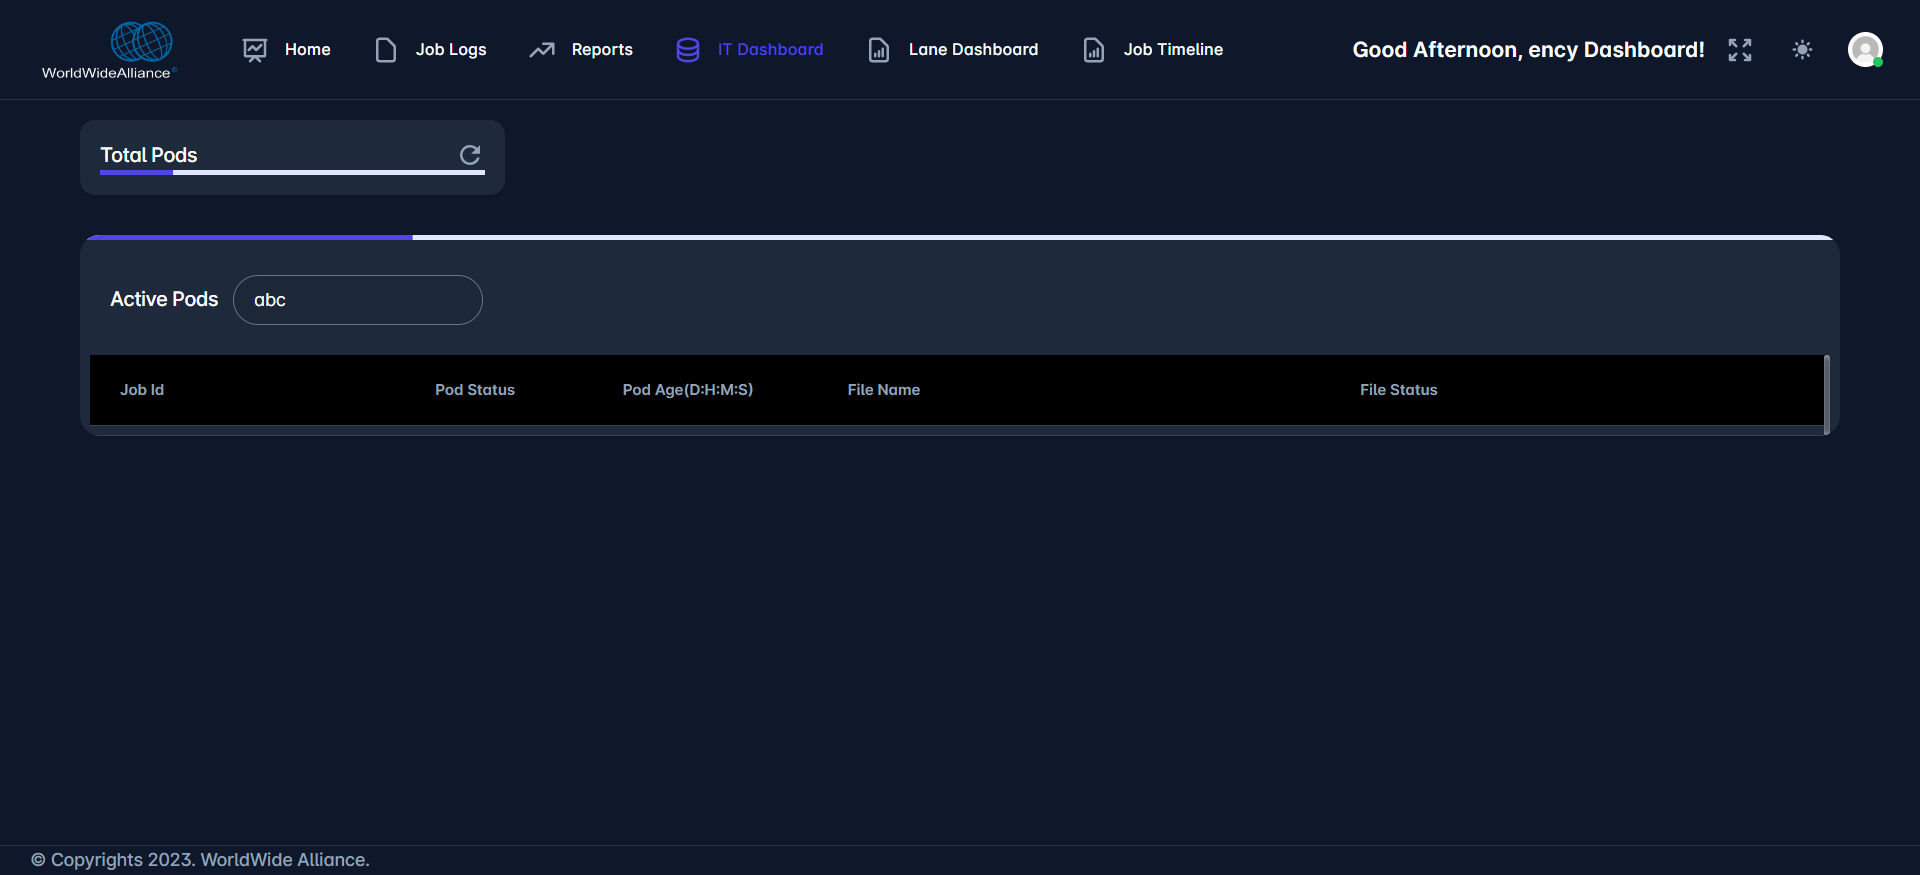 WorldWideAlliance
Home
Job Logs
Reports
IT Dashboard
Lane Dashboard
Job Timeline
Good Afternoon, ency Dashboard!
Total Pods
Active Pods
abc
Job Id
Pod Status
Pod Age(D:H:M:S)
File Name
File Status
© Copyrights 2023. WorldWide Alliance.